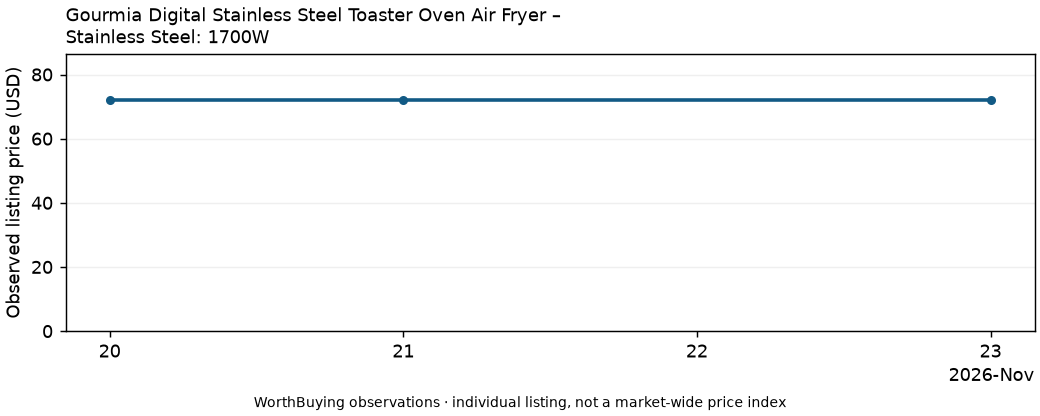 Gourmia Digital Stainless Steel Toaster Oven Air Fryer –
Stainless Steel: 1700W
Observed listing price (USD)
80
60
40
20
0
20 21 22 23
2026-Nov
WorthBuying observations · individual listing, not a market-wide price index